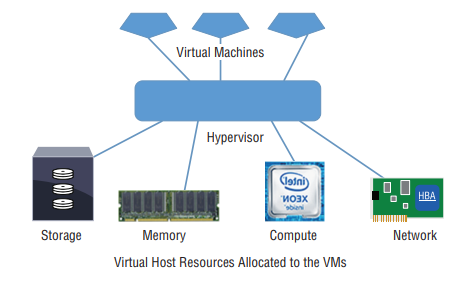 Virtual Machines
Hypervisor
intel
XEON
inside
HBA
Storage
Memory
Compute
Network
Virtual Host Resources Allocated to the VMs